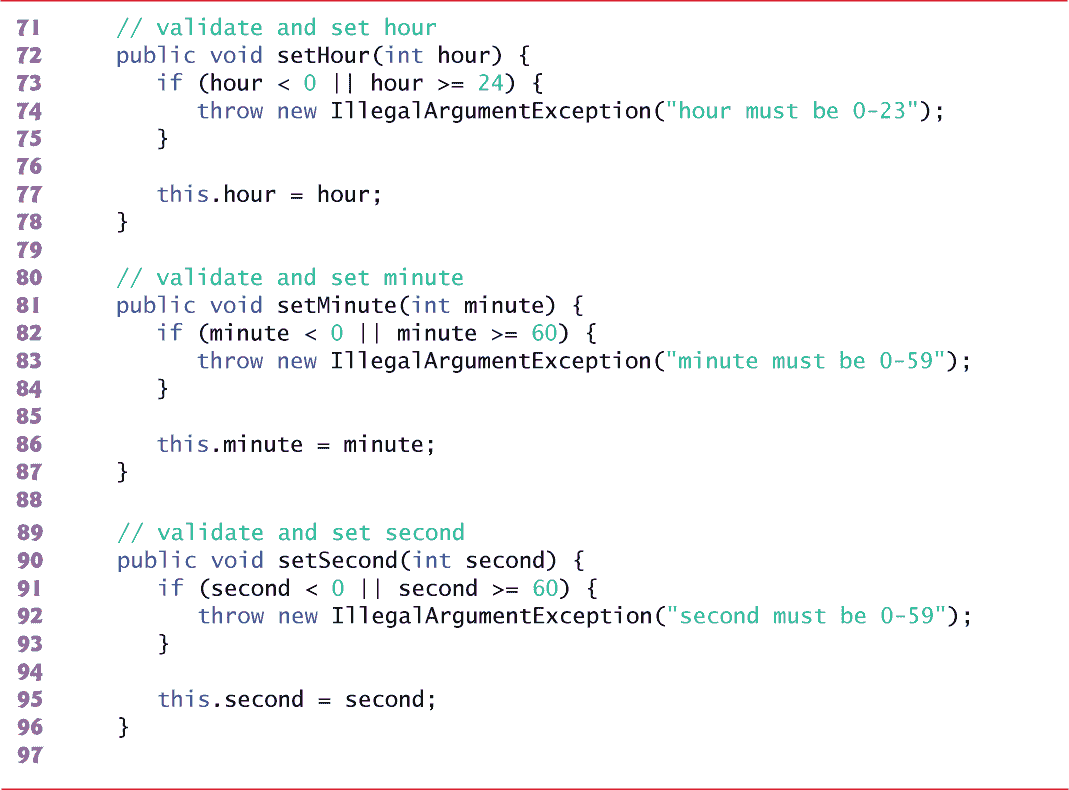 71 // validate and set hour
72 public void setHour(int hour) {
73 if (hour < 0 || hour >= 24) {
74 throw new IllegalArgumentException("hour must be 0-23");
75 }
76
77 this.hour = hour;
78 }
79
80 // validate and set minute
81 public void setMinute(int minute) {
82 if (minute < 0 || minute >= 60) {
83 throw new IllegalArgumentException("minute must be 0-59");
84 }
85
86 this.minute = minute;
87 }
88
89 // validate and set second
90 public void setSecond(int second) {
91 if (second < 0 || second >= 60) {
92 throw new IllegalArgumentException("second must be 0-59");
93 }
94
95 this.second = second;
96 }
97